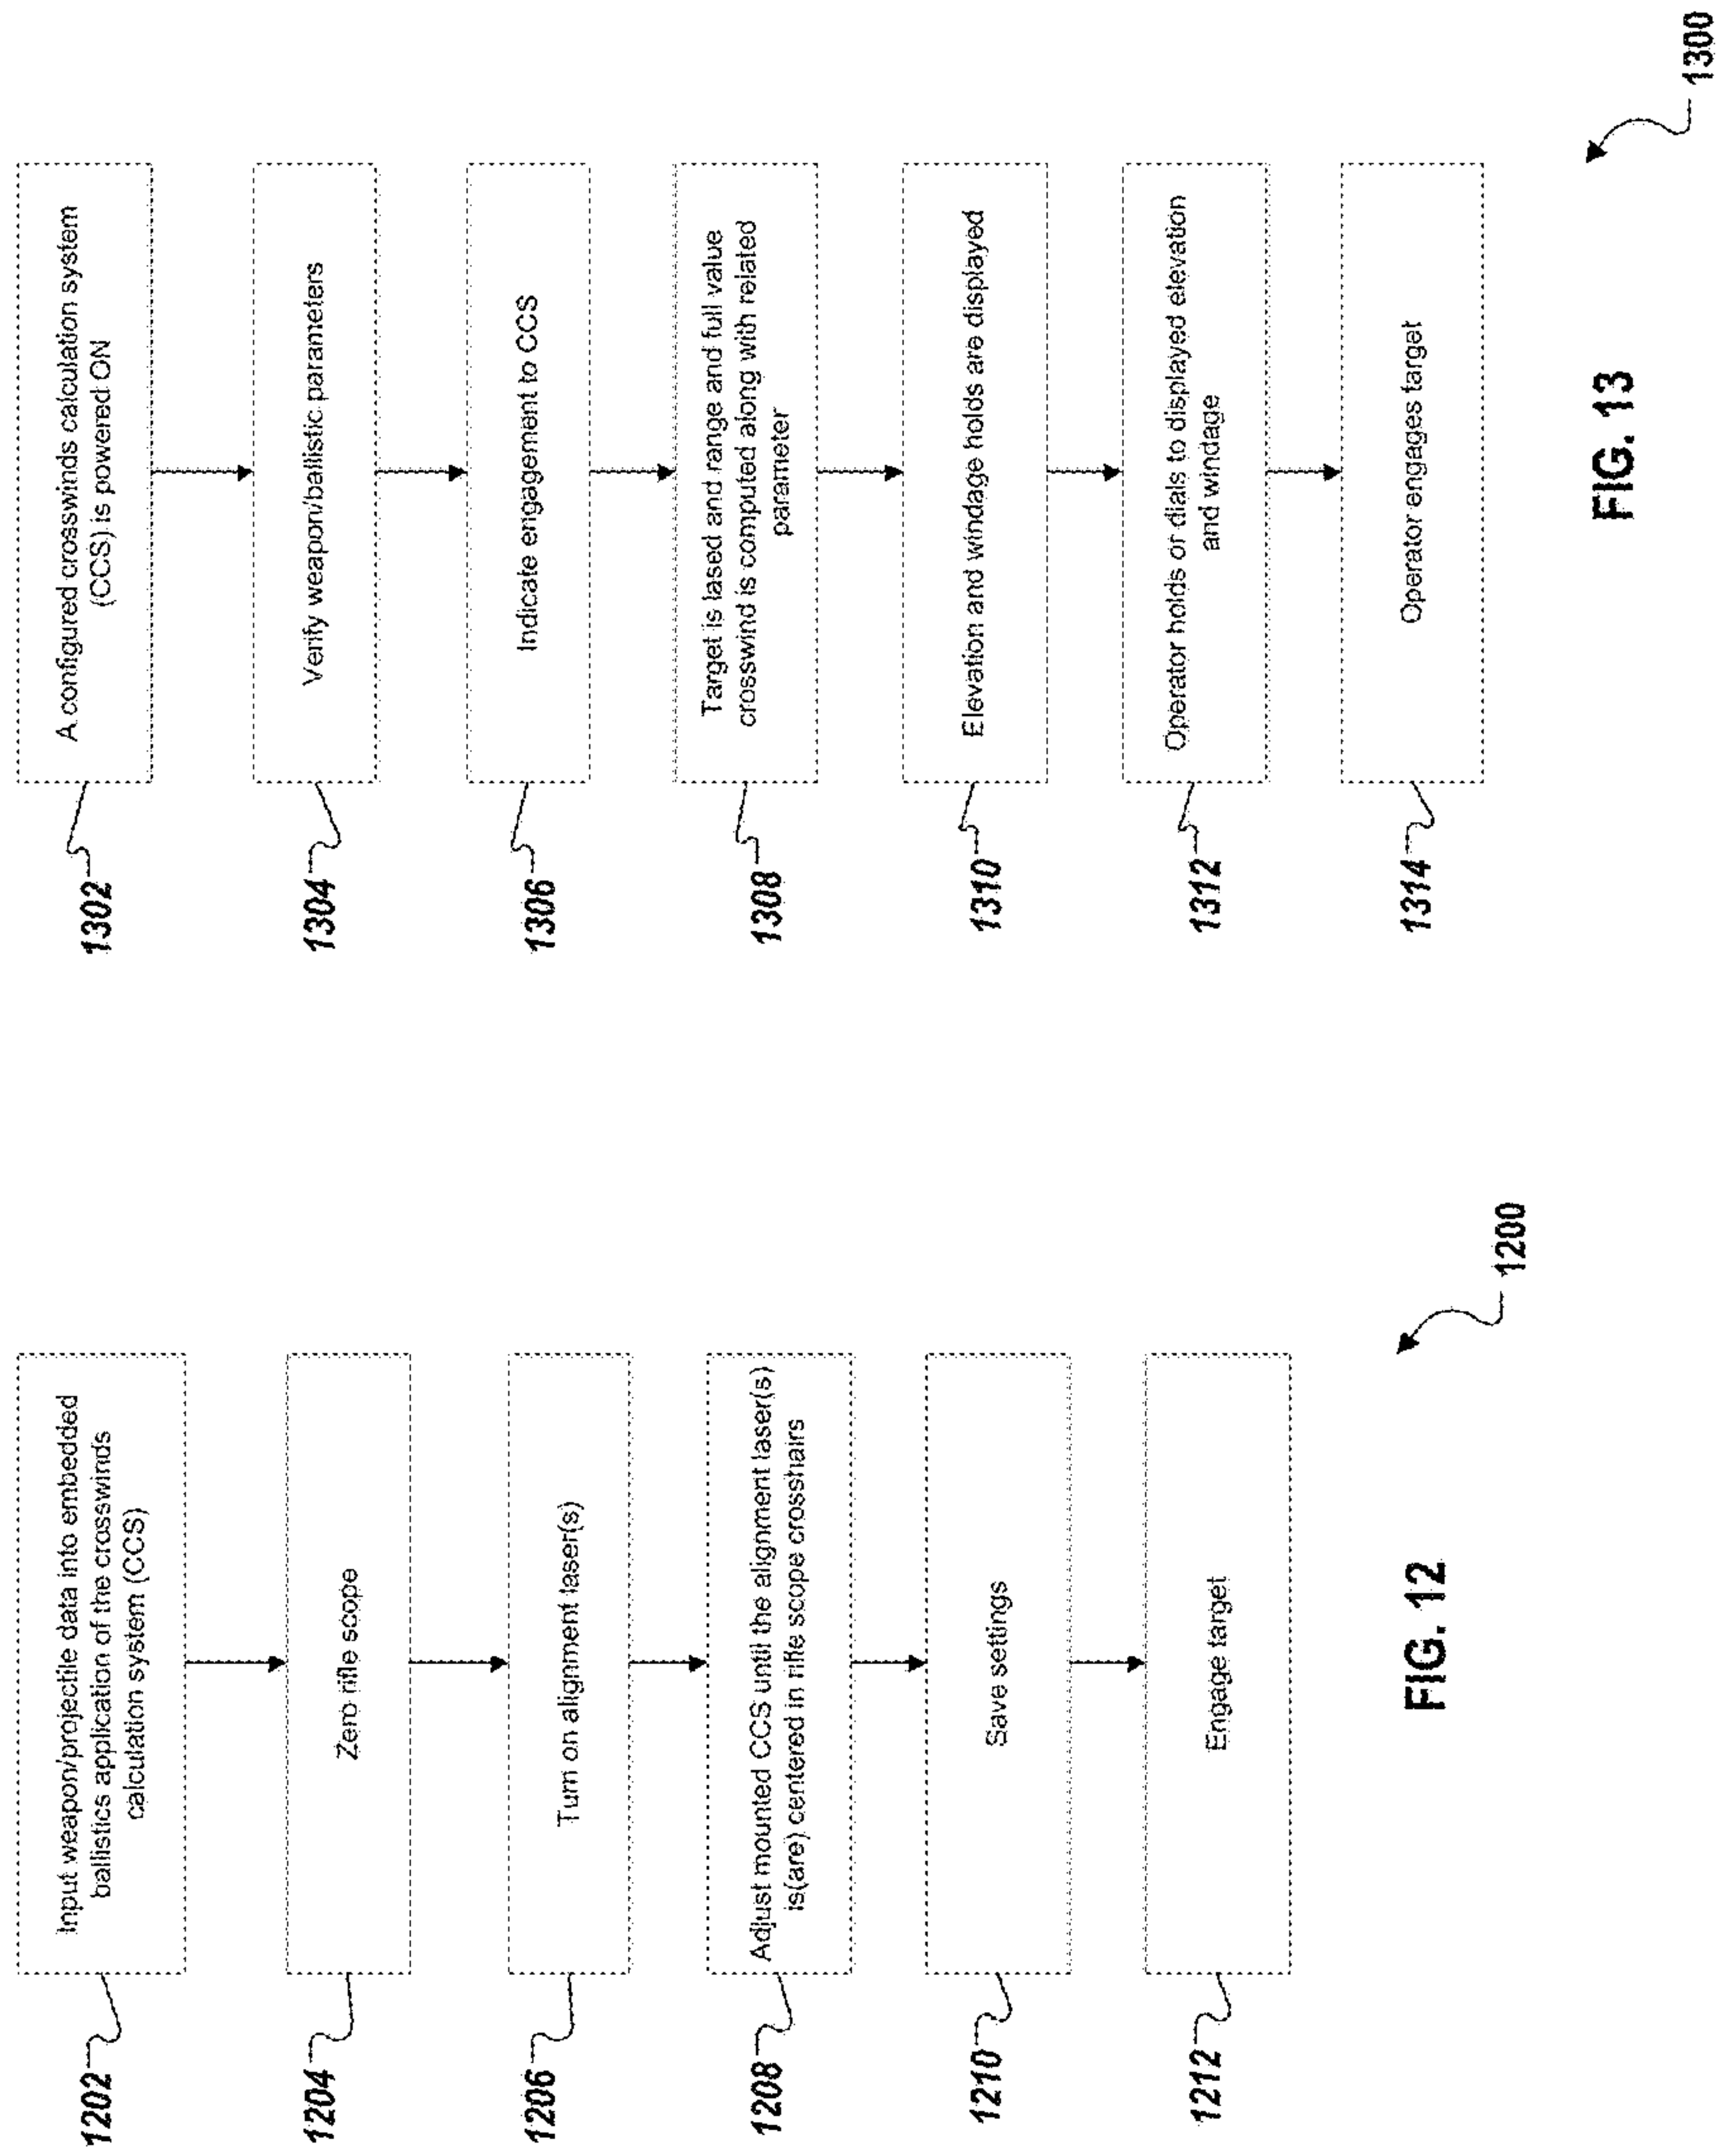 1202
Input weapon/projectile data into embedded
ballistics application of the crosswinds
calculation system (CCS)
1204
Zero rifle scope
1206
Turn on alignment laser(s)
1208
Adjust mounted CCS until the alignment laser(s)
is(are) centered in rifle scope crosshairs
1210
Save settings
1212
Engage target
1200
FIG. 12
1302
A configured crosswinds calculation system
(CCS) is powered ON
1304
Verify weapon/ballistic parameters
1306
Indicate engagement to CCS
1308
Target is lased and range and full value
crosswind is computed along with related
parameter
1310
Elevation and windage holds are displayed
1312
Operator holds or dials to displayed elevation
and windage
1314
Operator engages target
1300
FIG. 13